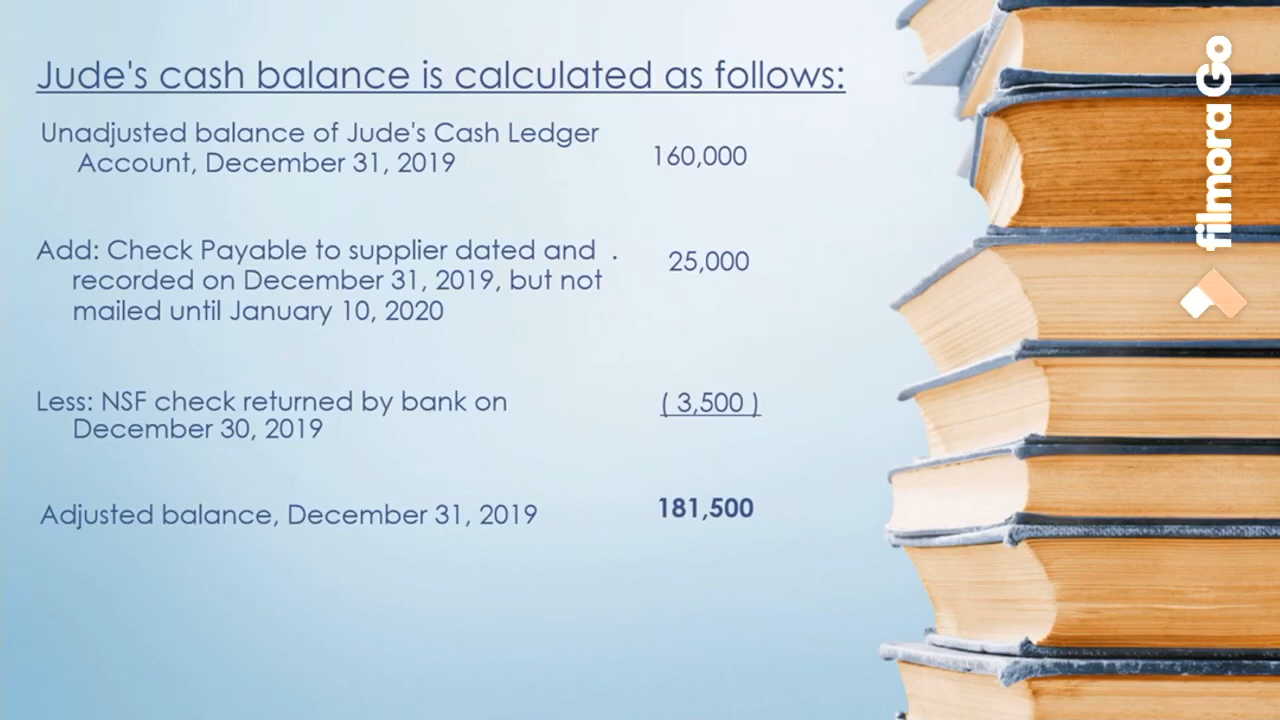 Jude's cash balance is calculated as follows:
Unadjusted balance of Jude's Cash Ledger
Account, December 31, 2019
160,000
Add: Check Payable to supplier dated and .
recorded on December 31, 2019, but not
mailed until January 10, 2020
25,000
Less: NSF check returned by bank on
December 30, 2019
( 3,500 )
Adjusted balance, December 31, 2019
181,500
filmora Go